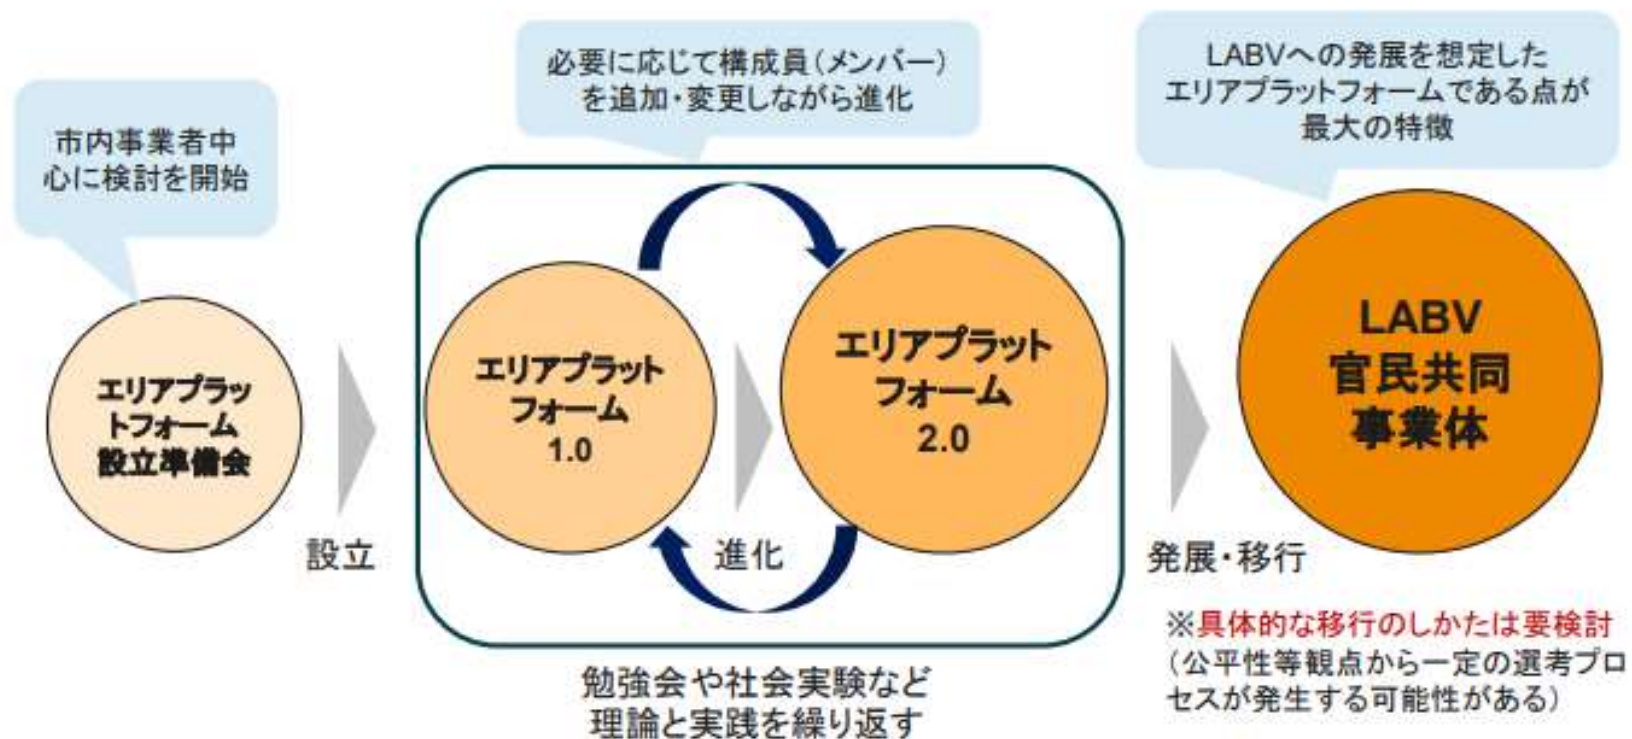 市内事業者中
心に検討を開始
必要に応じて構成員(メンバー)
を追加・変更しながら進化
LABVへの発展を想定した
エリアプラットフォームである点が
最大の特徴
エリアプラッ
トフォーム
設立準備会
設立
エリアプラット
フォーム
1.0
進化
エリアプラット
フォーム
2.0
勉強会や社会実験など
理論と実践を繰り返す
発展・移行
LABV
官民共同
事業体
※具体的な移行のしかたは要検討
(公平性等観点から一定の選考プロ
セスが発生する可能性がある)